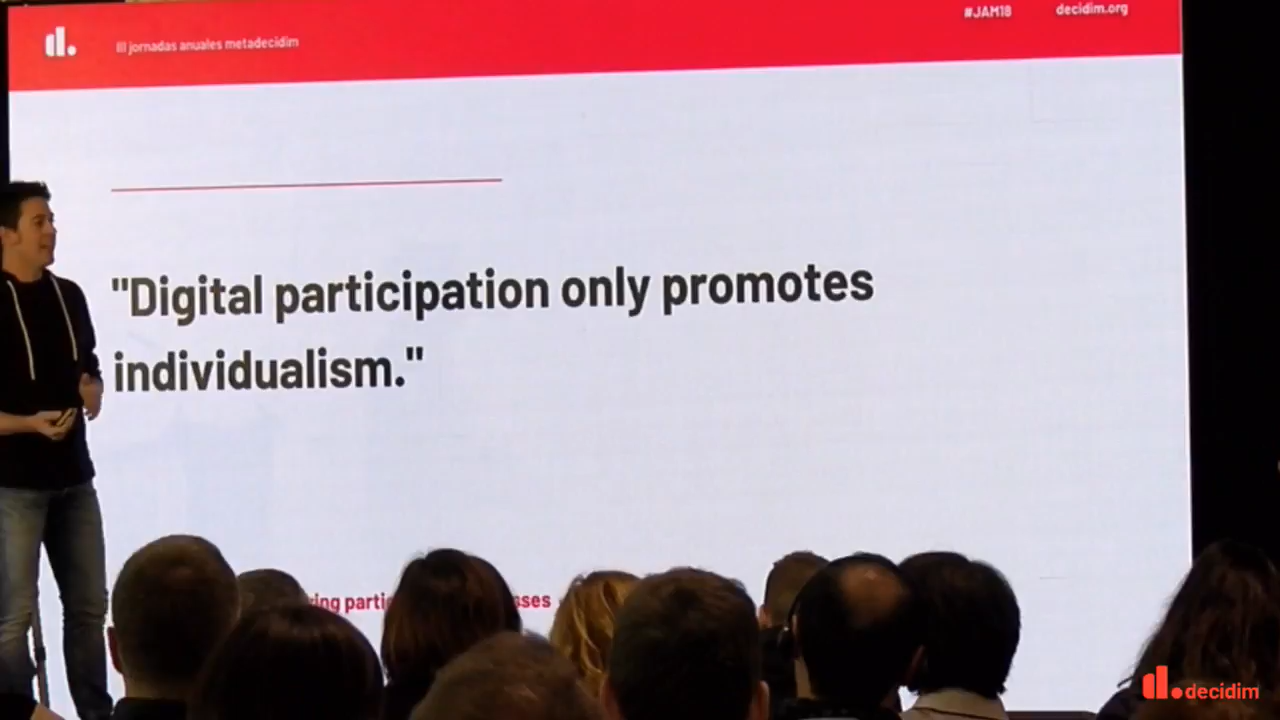 d.
III jornadas anuales metadecidim
#JAM18
decidim.org
"Digital participation only promotes
individualism."
d.decidim